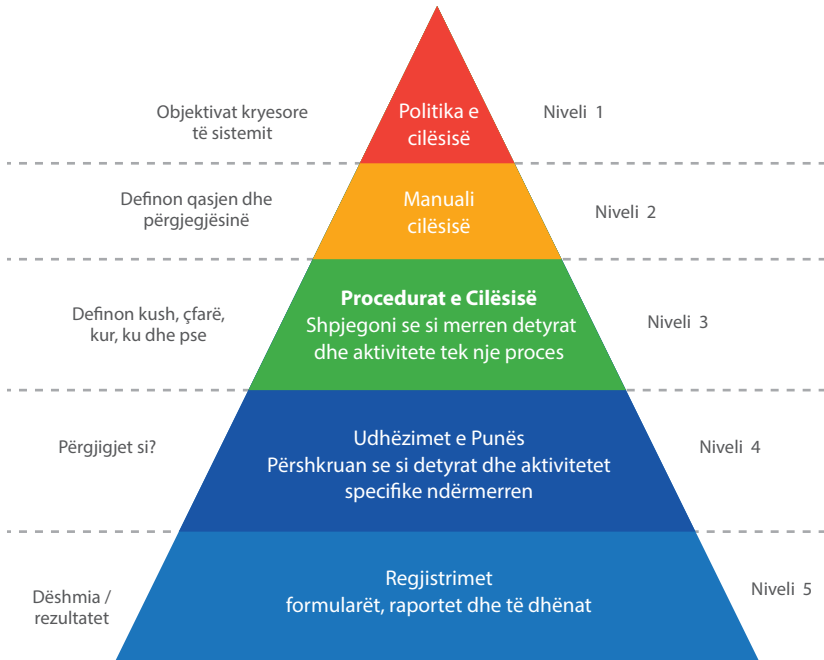 Objektivat kryesore
të sistemit
Politika e
cilësisë
Niveli 1
Definon qasjen dhe
përgjegjësinë
Manuali
cilësisë
Niveli 2
Definon kush, çfarë,
kur, ku dhe pse
Procedurat e Cilësisë
Shpjegoni se si merren detyrat
dhe aktivitete tek nje proces
Niveli 3
Përgjigjet si?
Udhëzimet e Punës
Përshkruan se si detyrat dhe aktivitetet
specifike ndërmerren
Niveli 4
Dëshmia /
rezultatet
Regjistrimet
formularët, raportet dhe të dhënat
Niveli 5